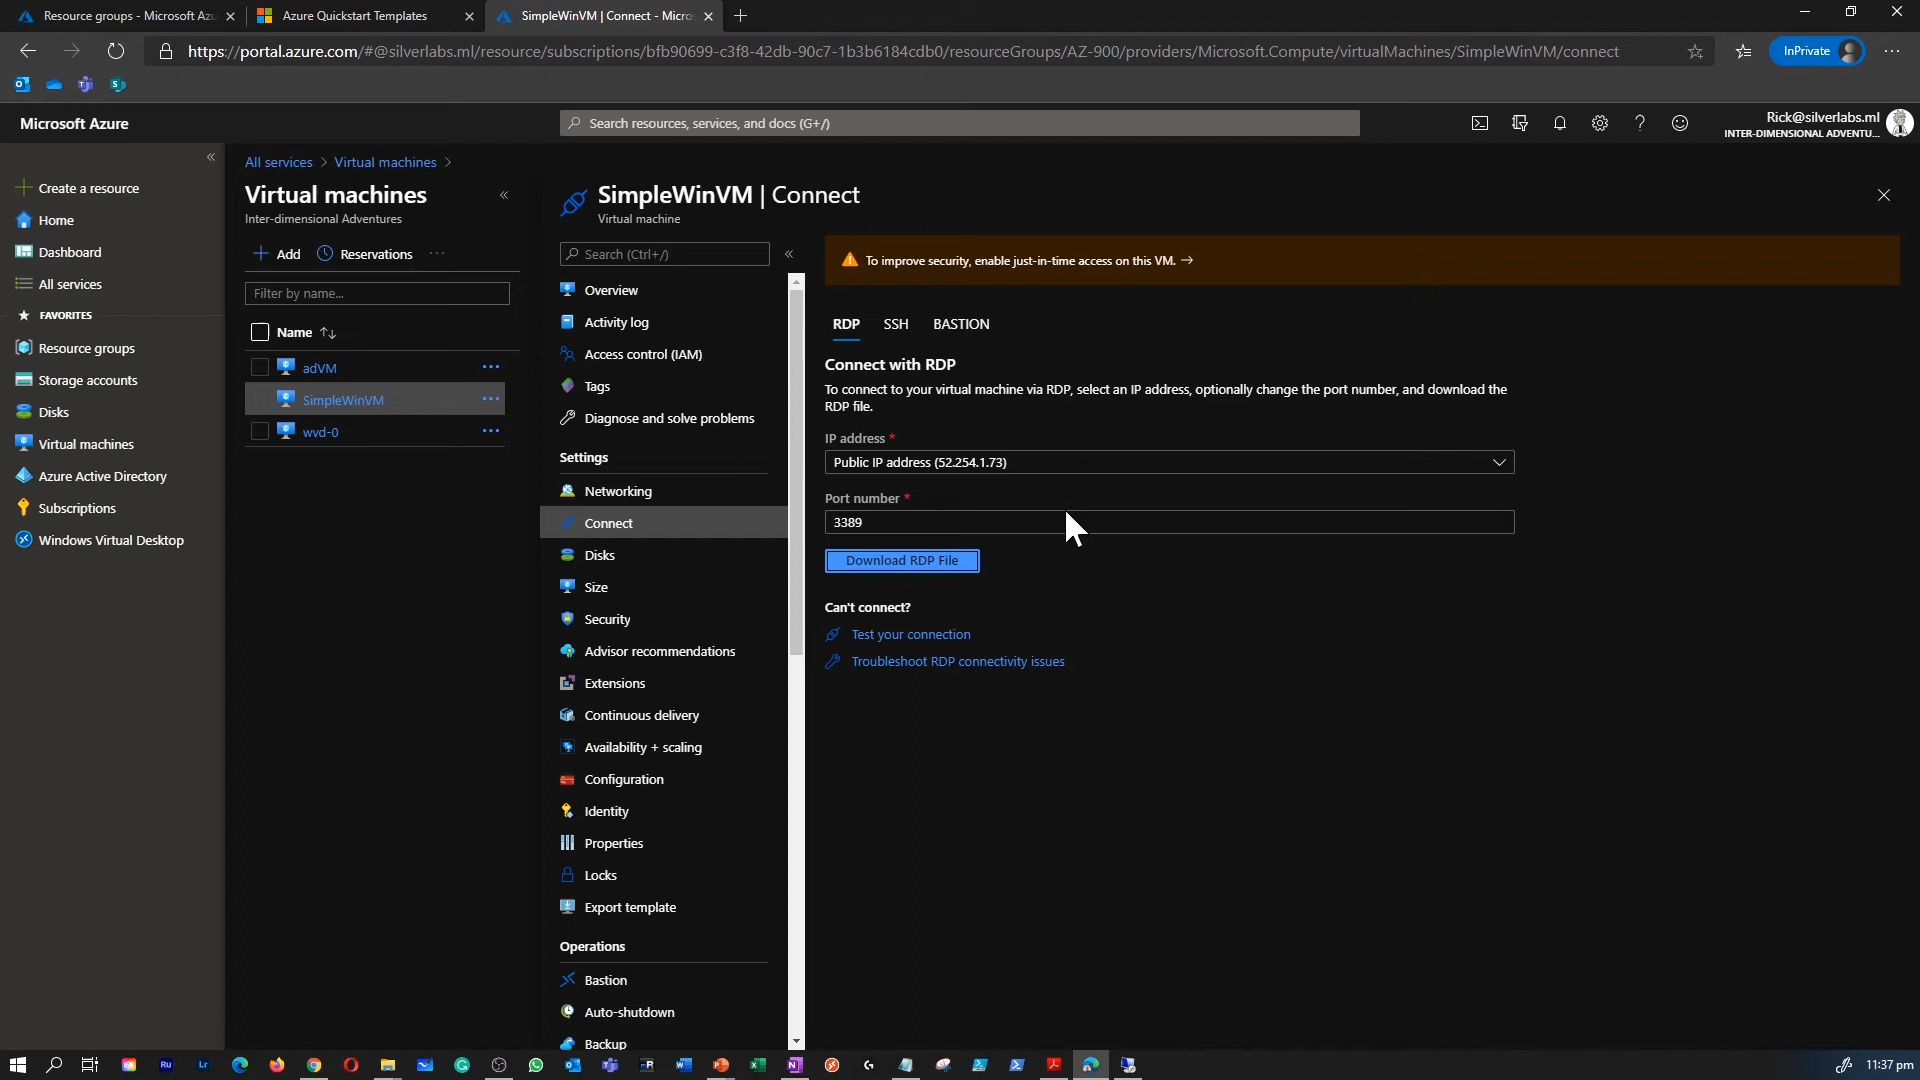 Resource groups - Microsoft Azu
Azure Quickstart Templates
SimpleWinVM | Connect - Micro
https://portal.azure.com/#@silverlabs.ml/resource/subscriptions/bfb90699-c3f8-42db-90c7-1b3b6184cdb0/resourceGroups/AZ-900/providers/Microsoft.Compute/virtualMachines/SimpleWinVM/connect
InPrivate
Microsoft Azure
Search resources, services, and docs (G+/)
Rick@silverlabs.ml
INTER-DIMENSIONAL ADVENTU...
Create a resource
Home
Dashboard
All services
FAVORITES
Resource groups
Storage accounts
Disks
Virtual machines
Azure Active Directory
Subscriptions
Windows Virtual Desktop
All services > Virtual machines >
Virtual machines
Inter-dimensional Adventures
Add
Reservations
Filter by name...
Name
adVM
SimpleWinVM
wvd-0
SimpleWinVM | Connect
Virtual machine
Search (Ctrl+/)
Overview
Activity log
Access control (IAM)
Tags
Diagnose and solve problems
Settings
Networking
Connect
Disks
Size
Security
Advisor recommendations
Extensions
Continuous delivery
Availability + scaling
Configuration
Identity
Properties
Locks
Export template
Operations
Bastion
Auto-shutdown
Backup
To improve security, enable just-in-time access on this VM. →
RDP SSH BASTION
Connect with RDP
To connect to your virtual machine via RDP, select an IP address, optionally change the port number, and download the
RDP file.
IP address *
Public IP address (52.254.1.73)
Port number *
3389
Download RDP File
Can't connect?
Test your connection
Troubleshoot RDP connectivity issues
11:37 pm